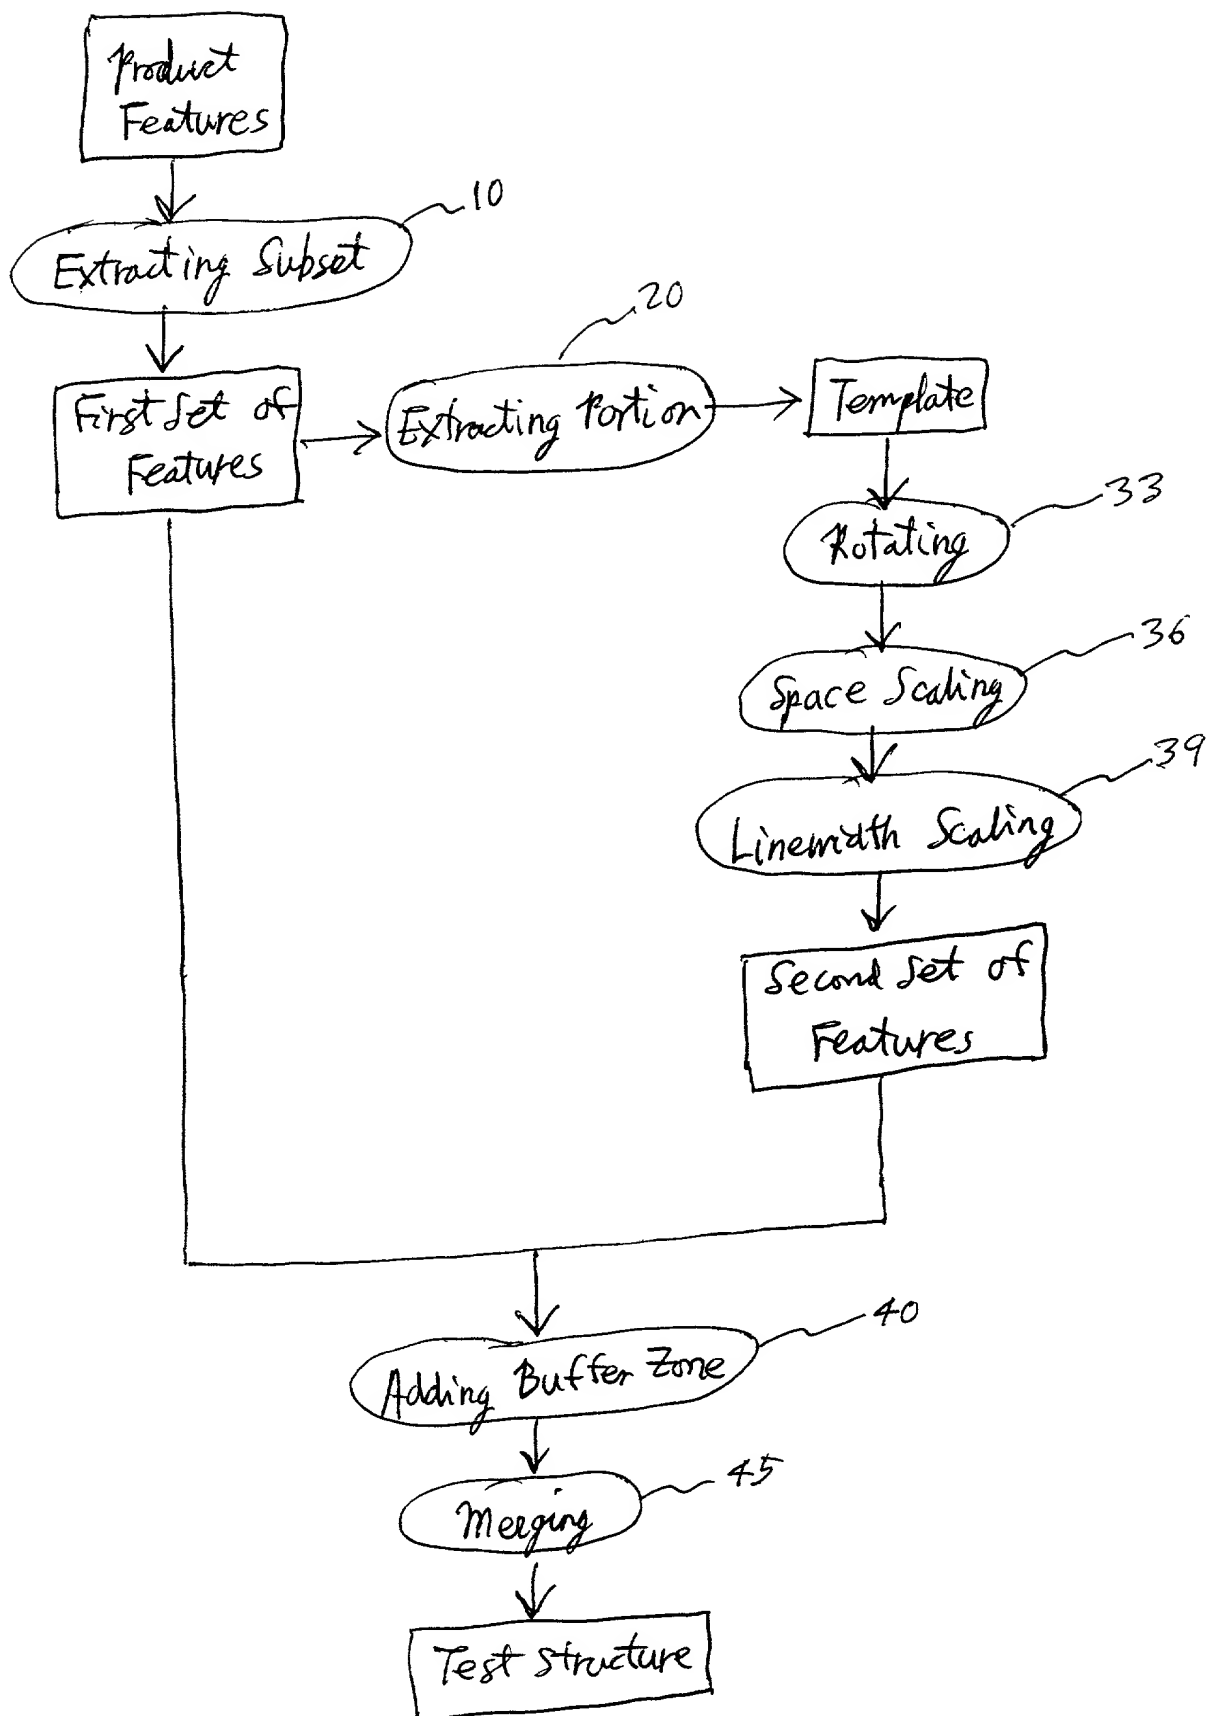 Product
Features
10
Extracting Subset
20
First Set of
Features
Extracting Portion
Template
33
Rotating
36
Space Scaling
39
Linewidth Scaling
Second Set of
Features
40
Adding Buffer Zone
45
Merging
Test Structure